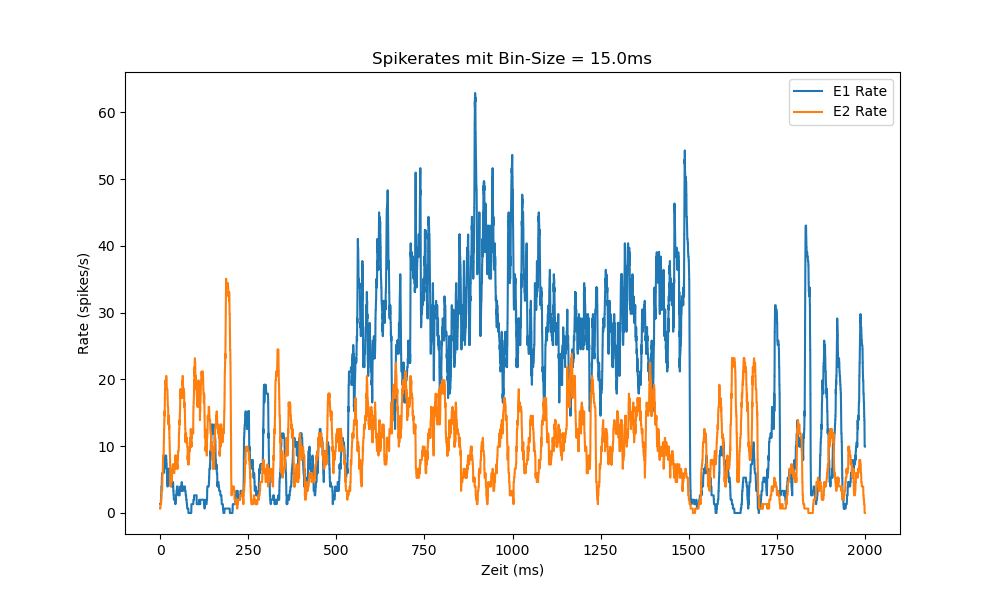 Spikerates mit Bin-Size = 15.0ms
E1 Rate
E2 Rate
Rate (spikes/s)
60
50
40
30
20
10
0
0 250 500 750 1000 1250 1500 1750 2000
Zeit (ms)